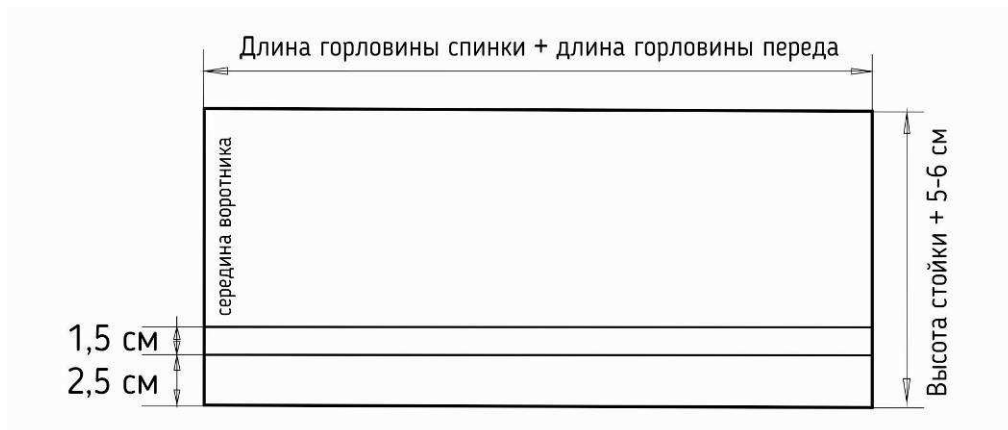 Длина горловины спинки + длина горловины переда
середина воротника
Высота стойки + 5-6 см
1,5 см
2,5 см